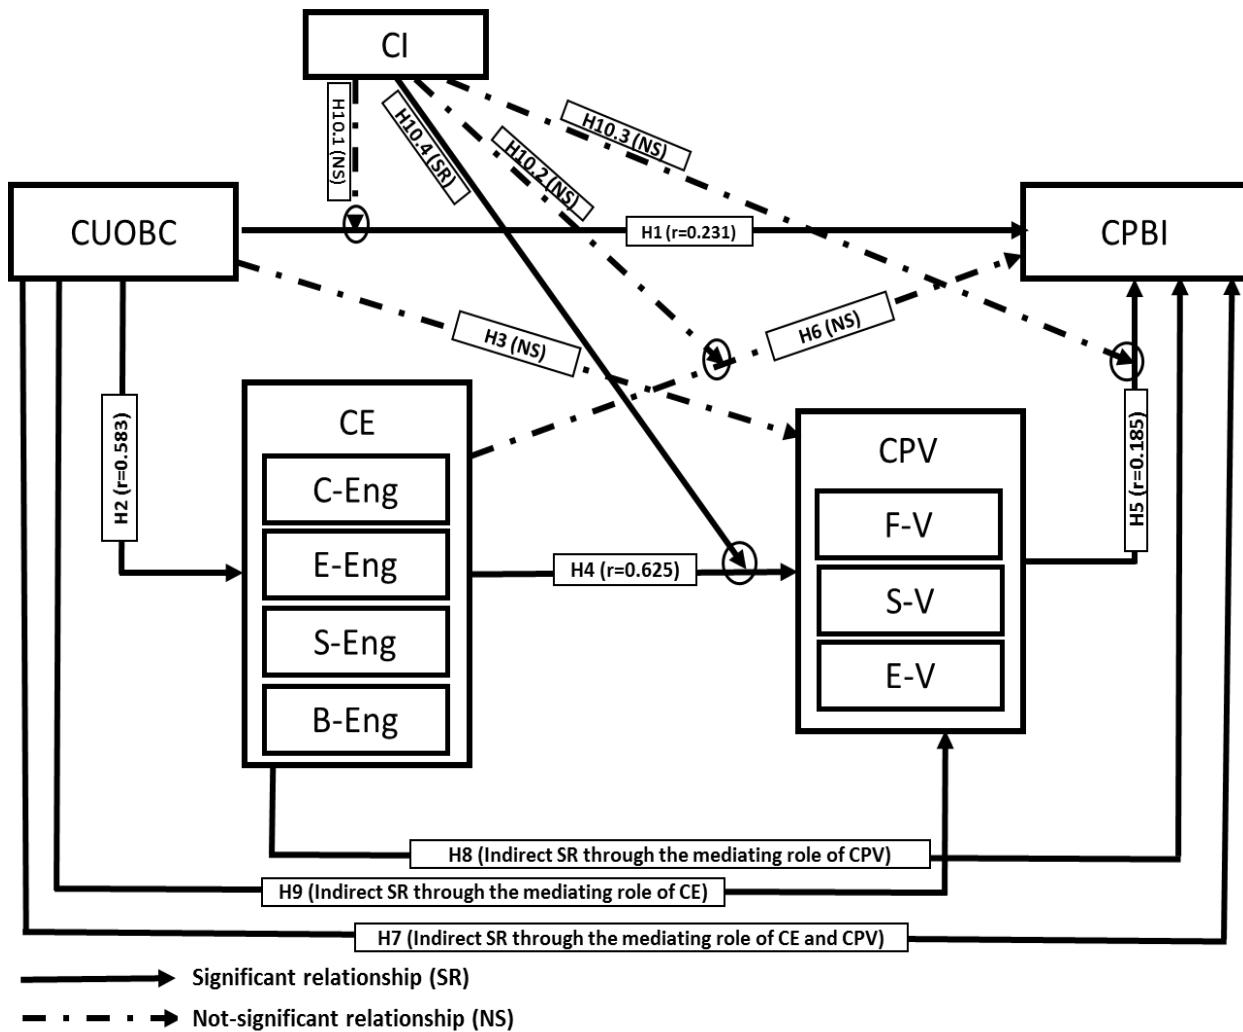 CI
H10.1 (NS)
H10.4 (SR)
H10.2 (NS)
H10.3 (NS)
CUOBC
H1 (r=0.231)
CPBI
H3 (NS)
H6 (NS)
H2 (r=0.583)
CE
C-Eng
E-Eng
S-Eng
B-Eng
H4 (r=0.625)
CPV
F-V
S-V
E-V
H5 (r=0.185)
H8 (Indirect SR through the mediating role of CPV)
H9 (Indirect SR through the mediating role of CE)
H7 (Indirect SR through the mediating role of CE and CPV)
Significant relationship (SR)
Not-significant relationship (NS)